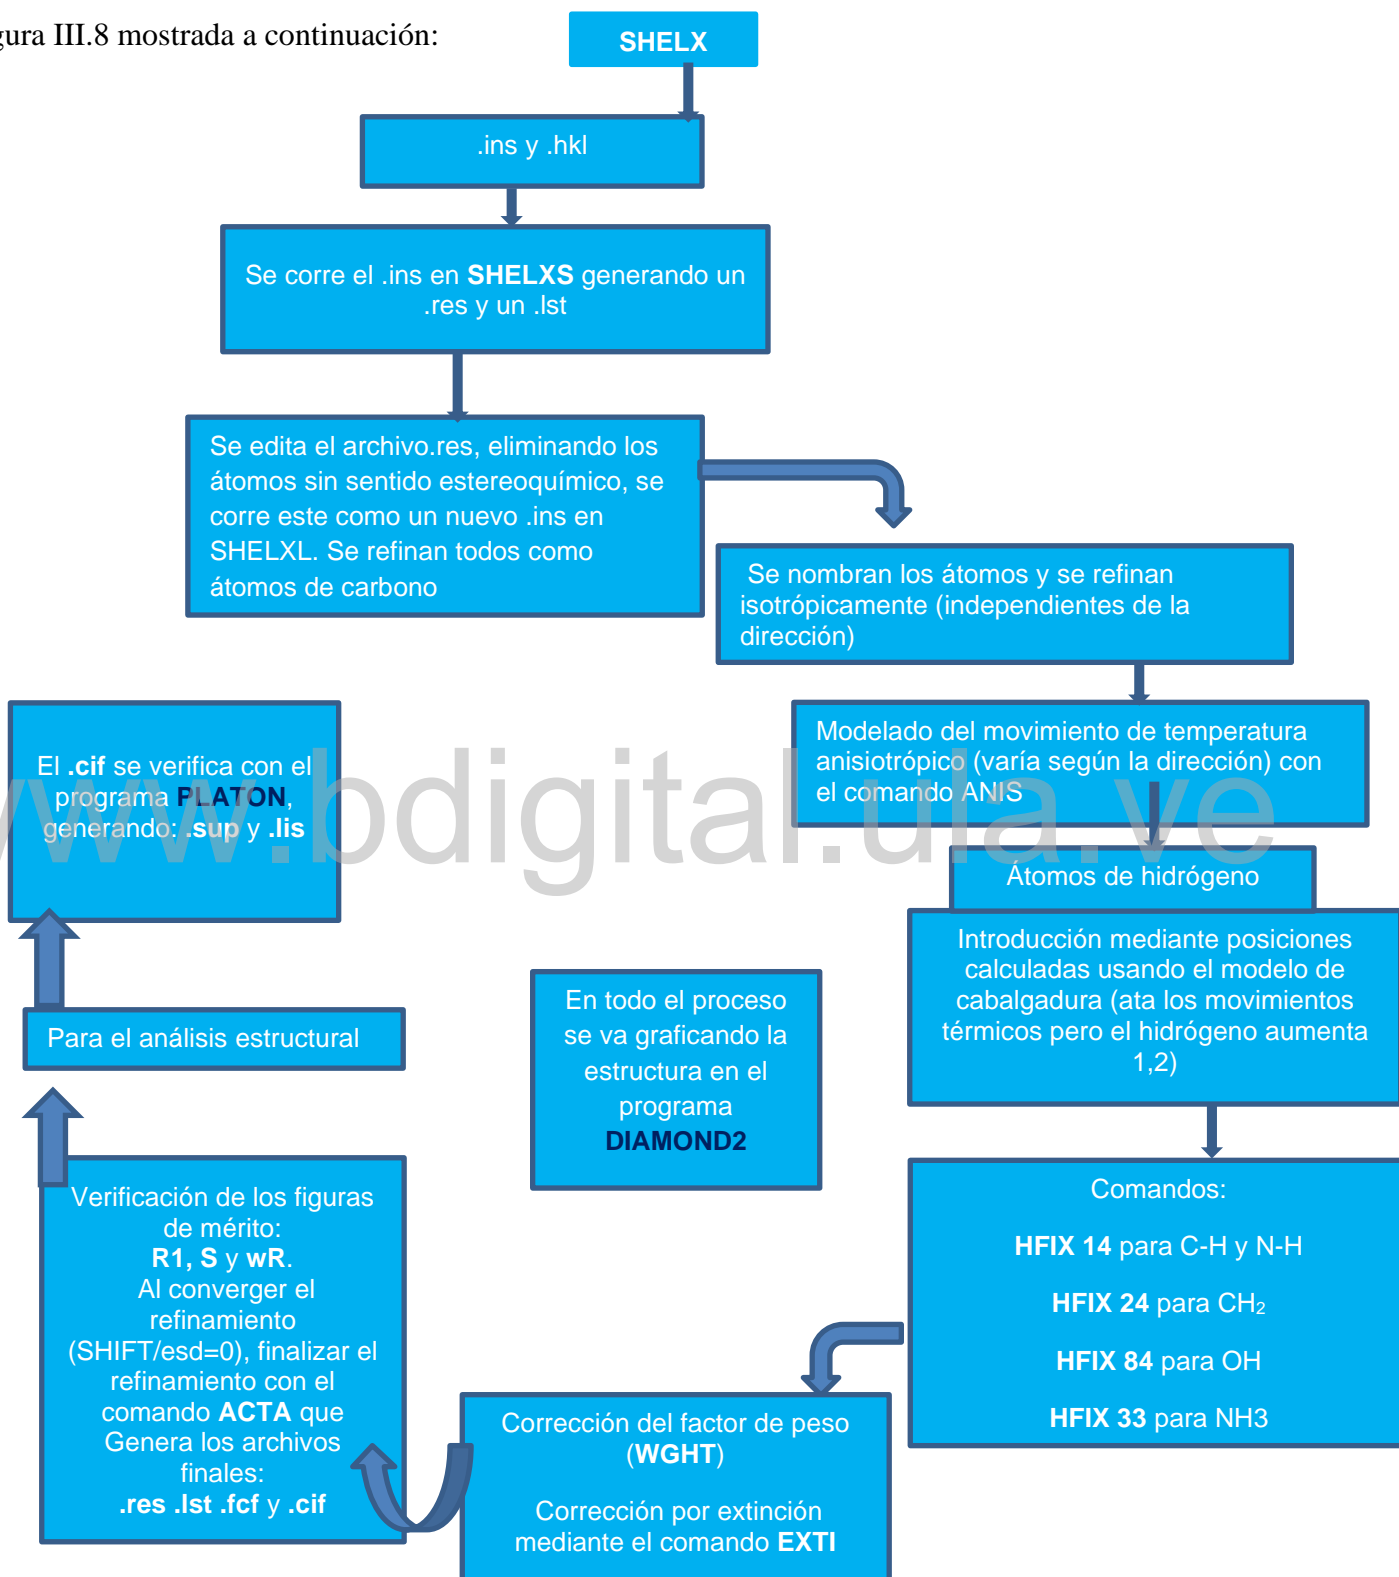 gura III.8 mostrada a continuación:
SHELX
.ins y .hkl
Se corre el .ins en SHELXS generando un
.res y un .lst
Se edita el archivo.res, eliminando los
átomos sin sentido estereoquímico, se
corre este como un nuevo .ins en
SHELXL. Se refinan todos como
átomos de carbono
Se nombran los átomos y se refinan
isotrópicamente (independientes de la
dirección)
Modelado del movimiento de temperatura
anisiotrópico (varía según la dirección) con
el comando ANIS
Átomos de hidrógeno
Introducción mediante posiciones
calculadas usando el modelo de
cabalgadura (ata los movimientos
térmicos pero el hidrógeno aumenta
1,2)
Comandos:
HFIX 14 para C-H y N-H
HFIX 24 para CH₂
HFIX 84 para OH
HFIX 33 para NH3
Corrección del factor de peso
(WGHT)
Corrección por extinción
mediante el comando EXTI
Verificación de los figuras
de mérito:
R1, S y wR.
Al converger el
refinamiento
(SHIFT/esd=0), finalizar el
refinamiento con el
comando ACTA que
Genera los archivos
finales:
.res .lst .fcf y .cif
Para el análisis estructural
El .cif se verifica con el
programa PLATON,
generando: .sup y .lis
En todo el proceso
se va graficando la
estructura en el
programa
DIAMOND2
www.bdigital.ula.ve